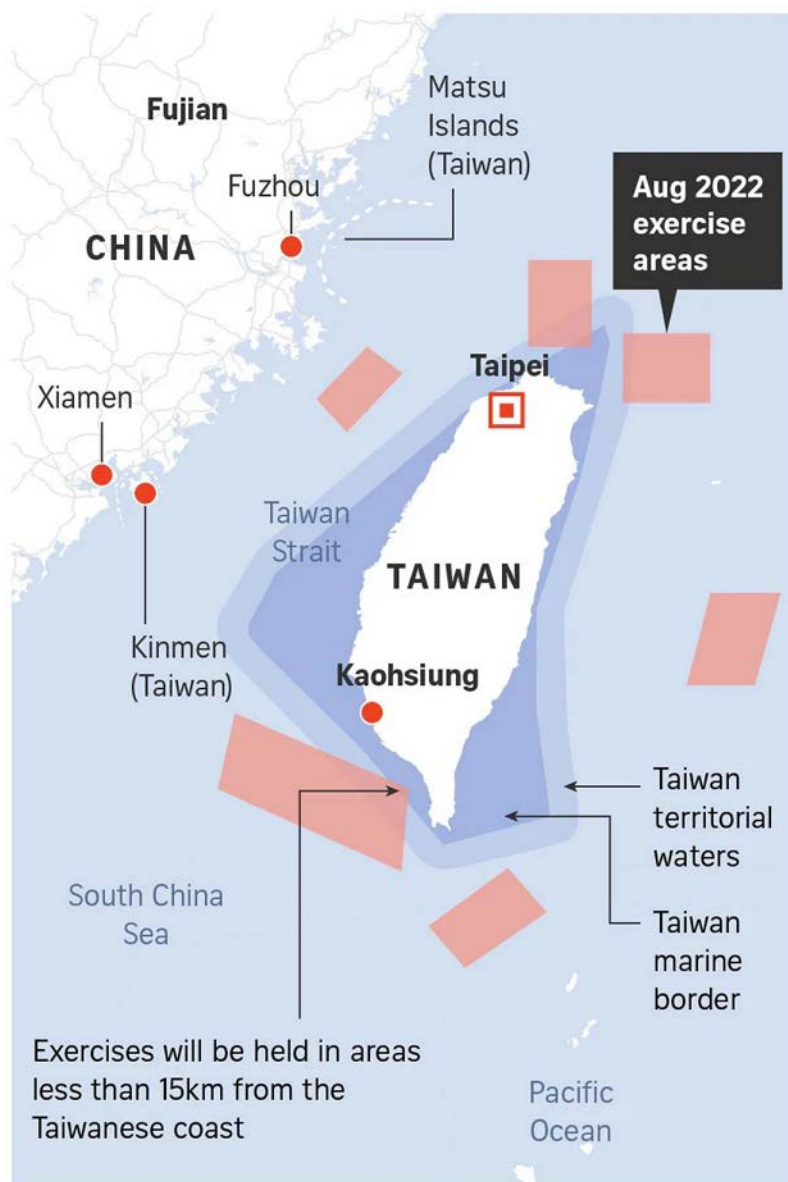 Fujian
Matsu
Islands
(Taiwan)
Fuzhou
CHINA
Aug 2022
exercise
areas
Taipei
Xiamen
Taiwan
Strait
TAIWAN
Kinmen
(Taiwan)
Kaohsiung
Taiwan
territorial
waters
South China
Sea
Taiwan
marine
border
Exercises will be held in areas
less than 15km from the
Taiwanese coast
Pacific
Ocean